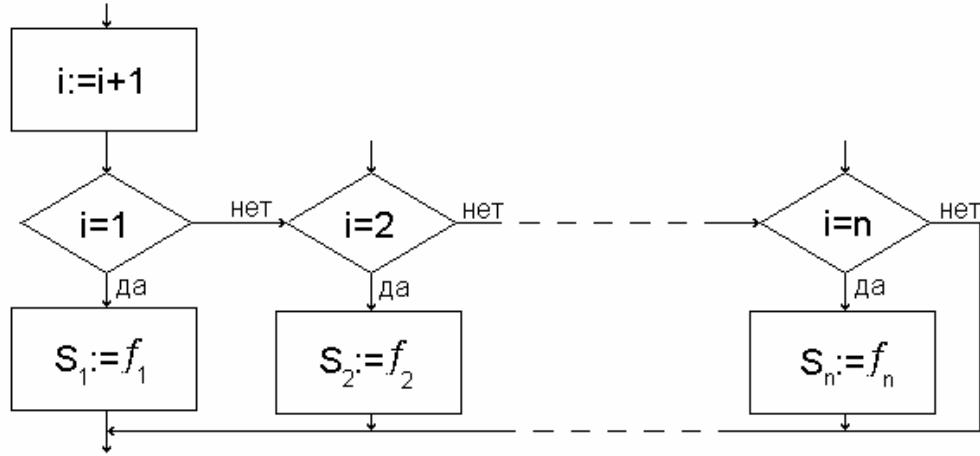 i:=i+1
i=1
нет
i=2
нет
i=n
нет
да
да
да
S₁:=f₁
S₂:=f₂
Sₙ:=fₙ